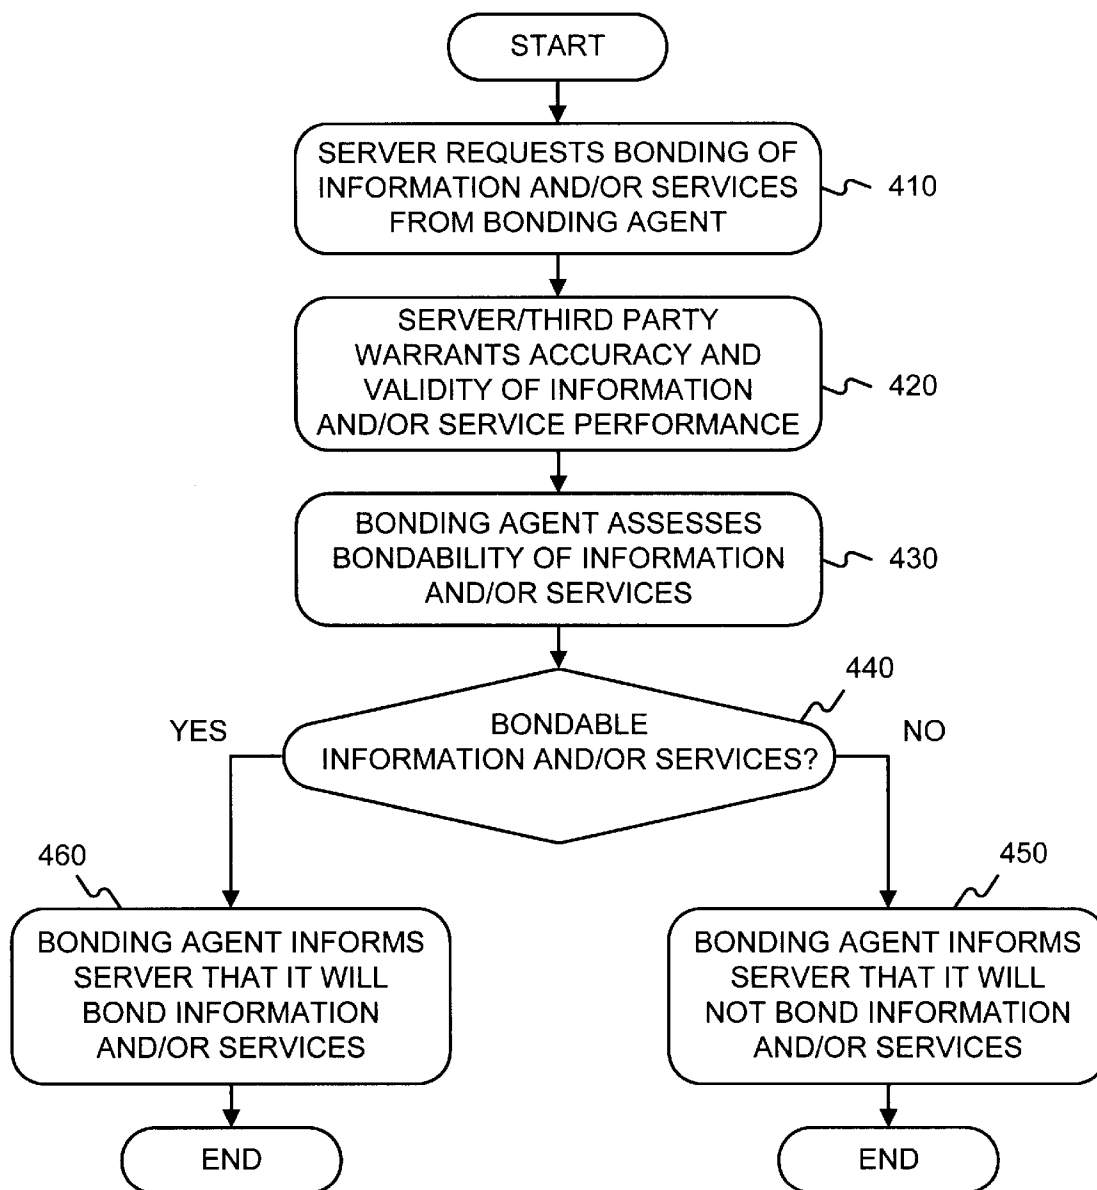 START
SERVER REQUESTS BONDING OF
INFORMATION AND/OR SERVICES
FROM BONDING AGENT
410
SERVER/THIRD PARTY
WARRANTS ACCURACY AND
VALIDITY OF INFORMATION
AND/OR SERVICE PERFORMANCE
420
BONDING AGENT ASSESSES
BONDABILITY OF INFORMATION
AND/OR SERVICES
430
440
YES
BONDABLE
INFORMATION AND/OR SERVICES?
NO
460
BONDING AGENT INFORMS
SERVER THAT IT WILL
BOND INFORMATION
AND/OR SERVICES
END
450
BONDING AGENT INFORMS
SERVER THAT IT WILL
NOT BOND INFORMATION
AND/OR SERVICES
END